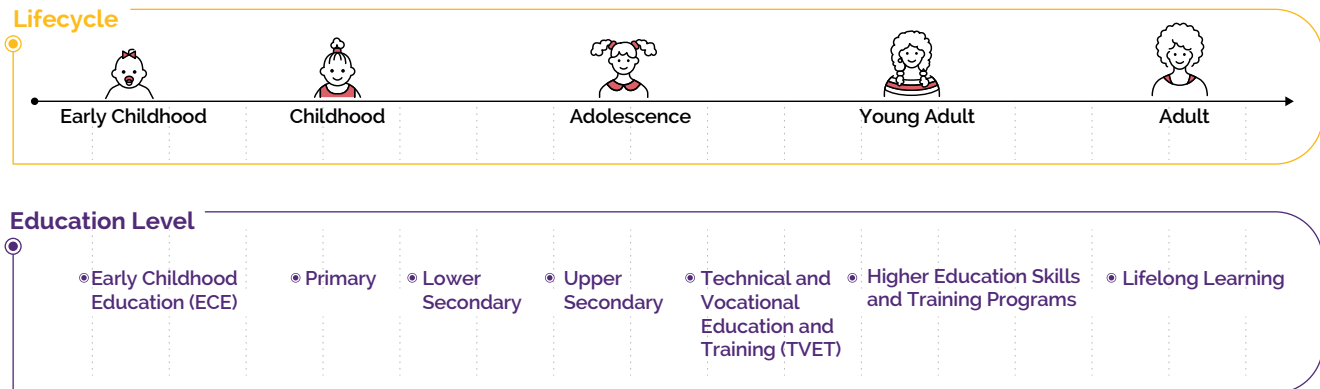 Lifecycle
Early Childhood
Childhood
Adolescence
Young Adult
Adult
Education Level
Early Childhood
Education (ECE)
Primary
Lower
Secondary
Upper
Secondary
Technical and
Vocational
Education and
Training (TVET)
Higher Education Skills
and Training Programs
Lifelong Learning